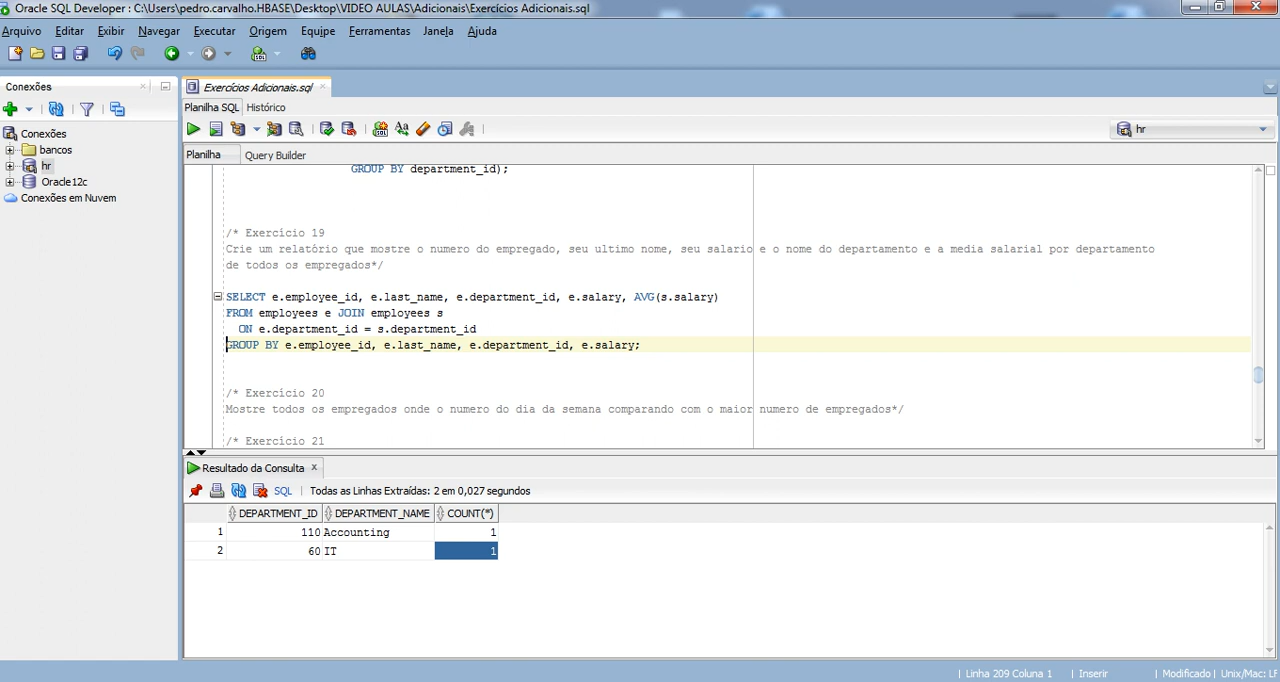 Oracle SQL Developer : C:\Users\pedro.carvalho.HBASE\Desktop\VIDEO AULAS\Adicionais\Exercícios Adicionais.sql
Arquivo Editar Exibir Navegar Executar Origem Equipe Ferramentas Janela Ajuda
Conexões
Exercícios Adicionais.sql
Planilha SQL Histórico
hr
Planilha Query Builder
Conexões
bancos
hr
Oracle12c
Conexões em Nuvem
GROUP BY department_id);
/* Exercício 19
Crie um relatório que mostre o numero do empregado, seu ultimo nome, seu salario e o nome do departamento e a media salarial por departamento
de todos os empregados*/
SELECT e.employee_id, e.last_name, e.department_id, e.salary, AVG(s.salary)
FROM employees e JOIN employees s
ON e.department_id = s.department_id
GROUP BY e.employee_id, e.last_name, e.department_id, e.salary;
/* Exercício 20
Mostre todos os empregados onde o numero do dia da semana comparando com o maior numero de empregados*/
/* Exercício 21
Resultado da Consulta
SQL | Todas as Linhas Extraídas: 2 em 0,027 segundos
DEPARTMENT_ID DEPARTMENT_NAME COUNT(*)
1 110 Accounting 1
2 60 IT 1
Linha 209 Coluna 1 | Inserir | Modificado | Unix/Mac: LF